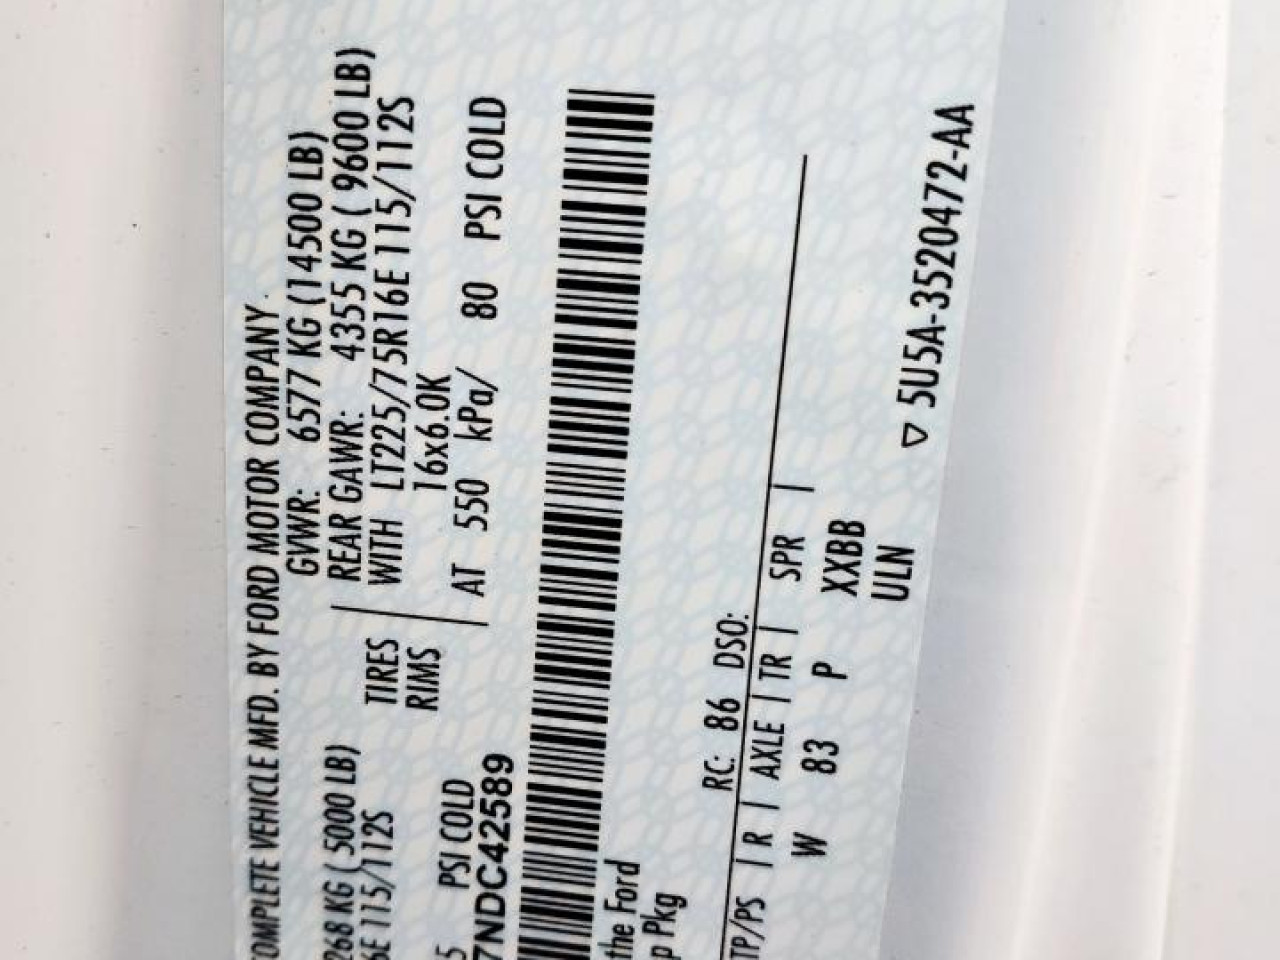 OMPLETE VEHICLE MFD. BY FORD MOTOR COMPANY
GVWR: 6577 KG (14500 LB)
268 KG ( 5000 LB) REAR GAWR: 4355 KG ( 9600 LB)
6E 115/112S TIRES WITH LT225/75R16E 115/112S
RIMS 16x6.0K
5 PSI COLD AT 550 kPa/ 80 PSI COLD
7NDC42589
the Ford
p Pkg
RC: 86 DSO:
TP/PS | R | AXLE | TR | SPR |
W 83 P XXBB
ULN
▽ 5U5A-3520472-AA